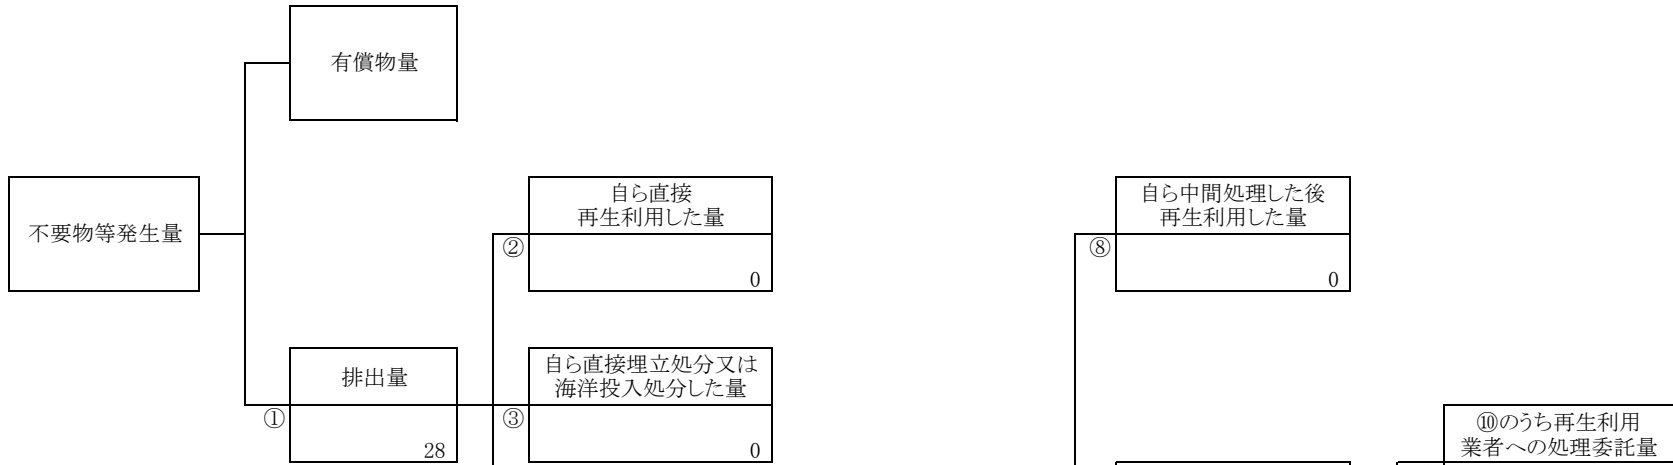 有償物量
不要物等発生量
自ら直接
再生利用した量
②
0
自ら中間処理した後
再生利用した量
⑧
0
排出量
①
28
自ら直接埋立処分又は
海洋投入処分した量
③
0
⑩のうち再生利用
業者への処理委託量